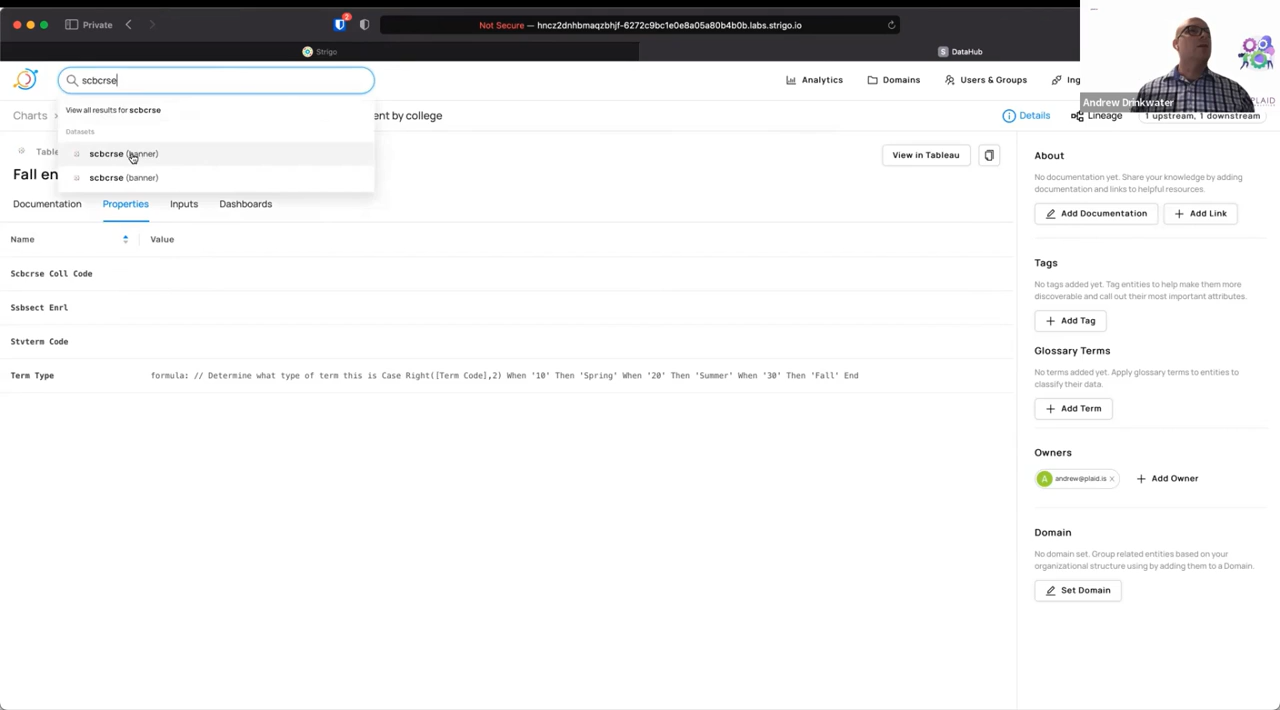 Private
2
Not Secure — hncz2dnhbmaqzbhjf-6272c9bc1e0e8a05a80b4b0b.labs.strigo.io
Strigo
S DataHub
scbcrse
Analytics
Domains
Users & Groups
Ing
Andrew Drinkwater
PLAID
View all results for scbcrse
Datasets
scbcrse (banner)
scbcrse (banner)
Charts
ent by college
Details
Lineage
1 upstream, 1 downstream
Table
Fall en
View in Tableau
Documentation
Properties
Inputs
Dashboards
Name
Value
Scbcrse Coll Code
Ssbsect Enrl
Stvterm Code
Term Type
formula: // Determine what type of term this is Case Right([Term Code],2) When '10' Then 'Spring' When '20' Then 'Summer' When '30' Then 'Fall' End
About
No documentation yet. Share your knowledge by adding
documentation and links to helpful resources.
Add Documentation
+ Add Link
Tags
No tags added yet. Tag entities to help make them more
discoverable and call out their most important attributes.
+ Add Tag
Glossary Terms
No terms added yet. Apply glossary terms to entities to
classify their data.
+ Add Term
Owners
A andrew@plaid.is ×
+ Add Owner
Domain
No domain set. Group related entities based on your
organizational structure using by adding them to a Domain.
Set Domain